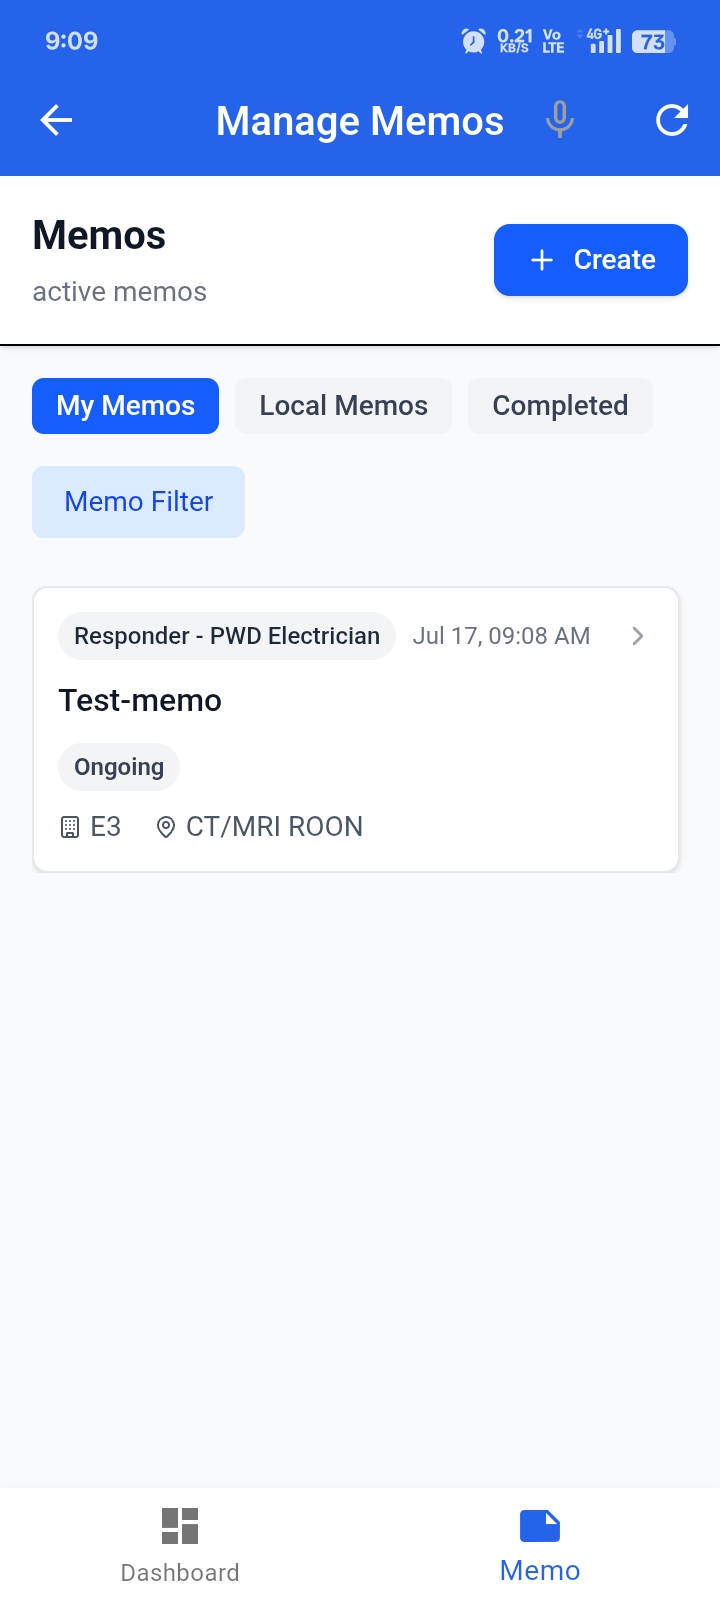 9:09
0.21 KB/S Vo LTE 4G+ 73
Manage Memos
Memos
active memos
+ Create
My Memos Local Memos Completed
Memo Filter
Responder - PWD Electrician Jul 17, 09:08 AM
Test-memo
Ongoing
E3 CT/MRI ROON
Dashboard Memo